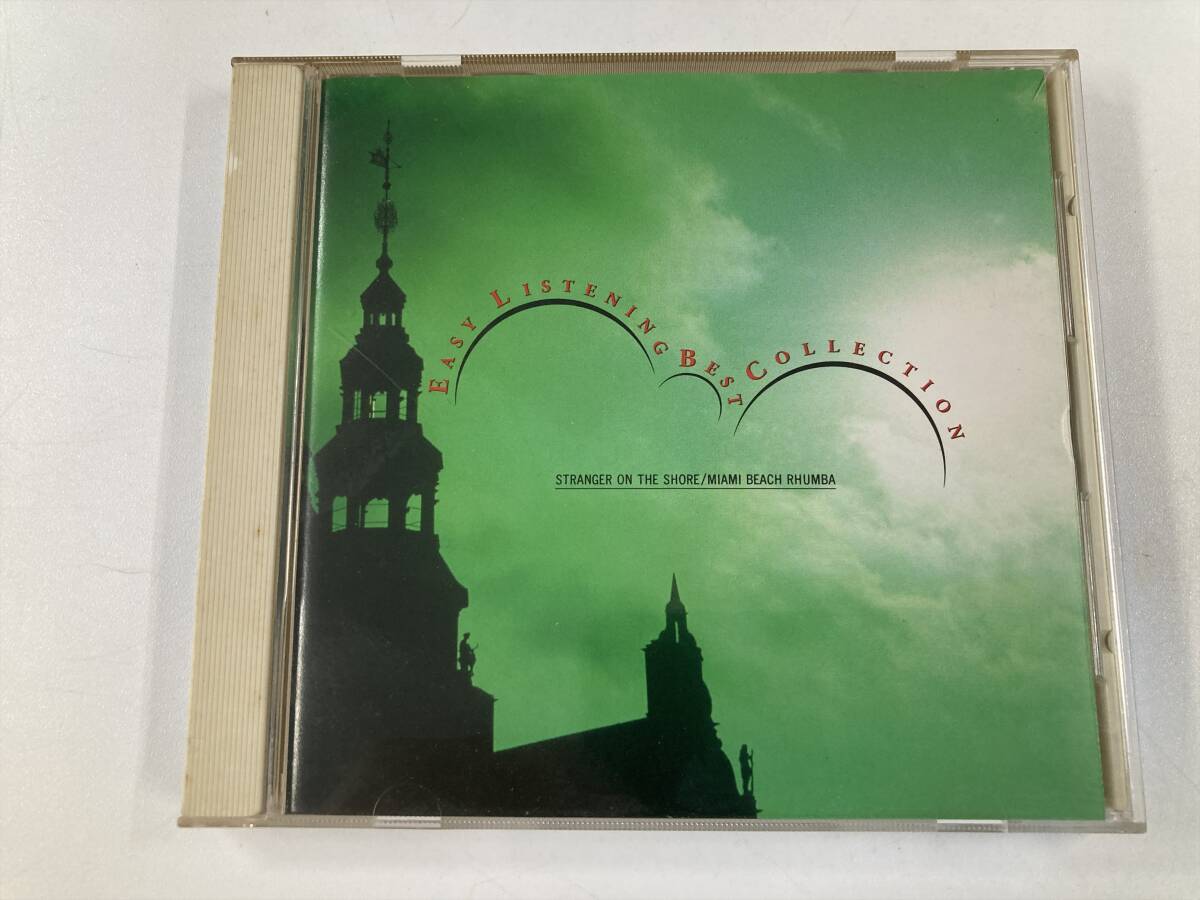 EASY LISTENING BEST COLLECTION
STRANGER ON THE SHORE/MIAMI BEACH RHUMBA